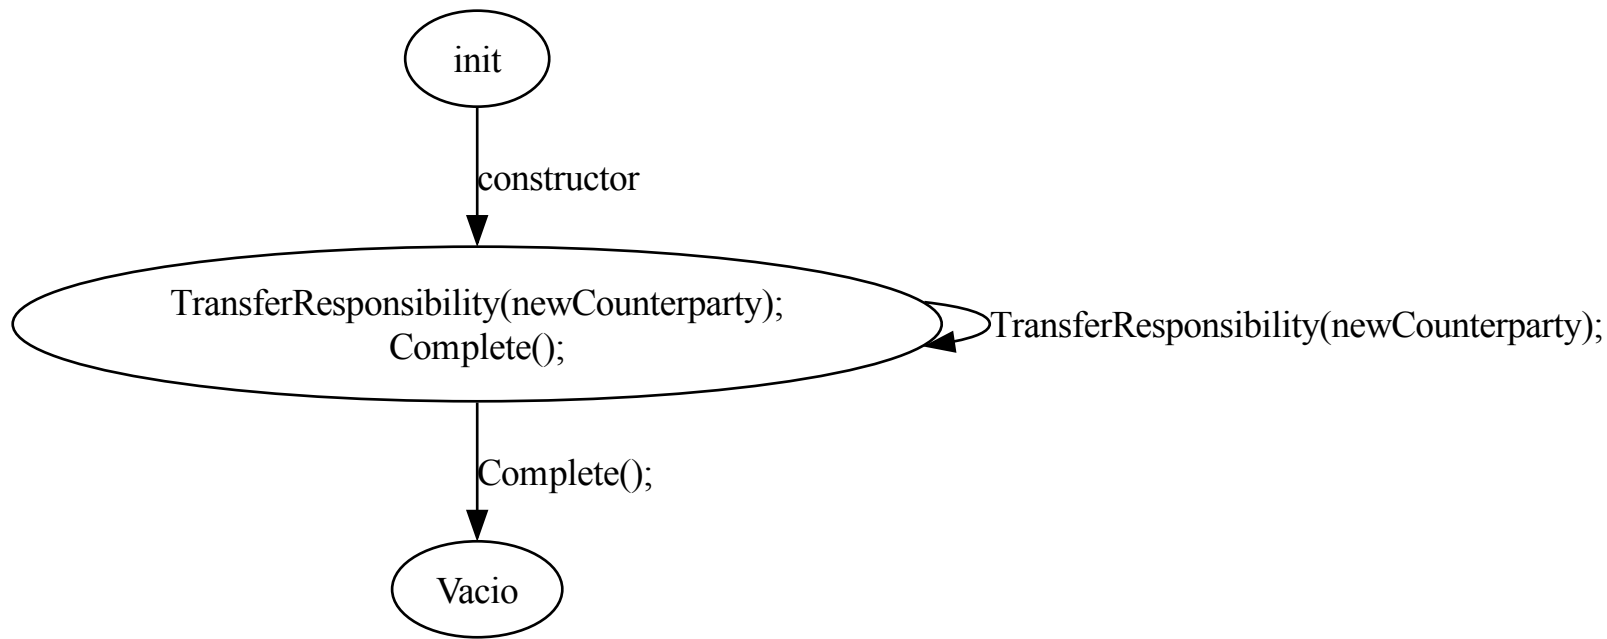 init
constructor
TransferResponsibility(newCounterparty);
Complete();
TransferResponsibility(newCounterparty);
Complete();
Vacio